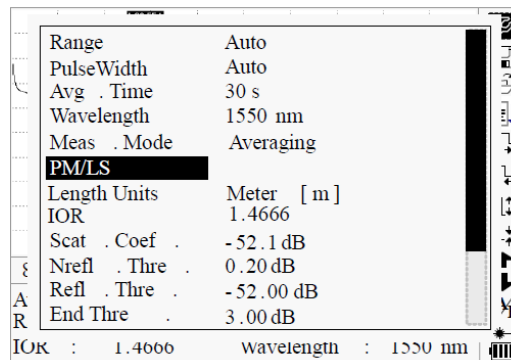 Range Auto
PulseWidth Auto
Avg . Time 30 s
Wavelength 1550 nm
Meas . Mode Averaging
PM/LS
Length Units Meter [ m ]
IOR 1.4666
Scat . Coef . -52.1 dB
Nrefl . Thre . 0.20 dB
Refl . Thre . -52.00 dB
End Thre . 3.00 dB
A
R
IOR : 1.4666 Wavelength : 1550 nm